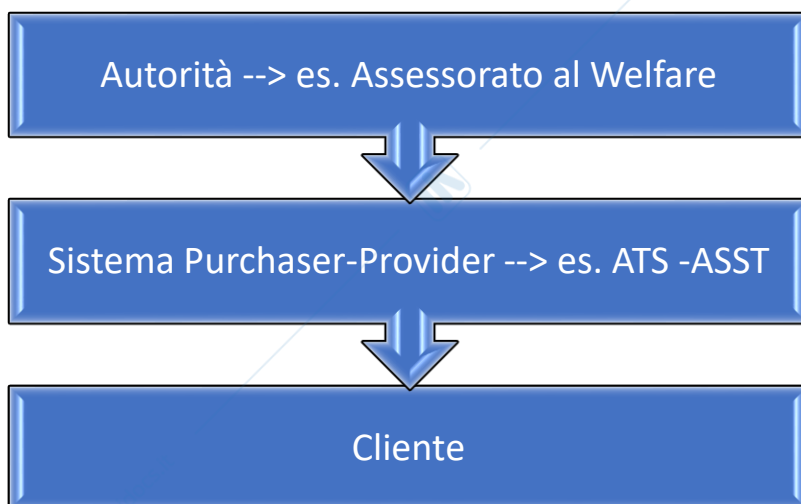 Autorità --> es. Assessorato al Welfare
Sistema Purchaser-Provider --> es. ATS -ASST
Cliente